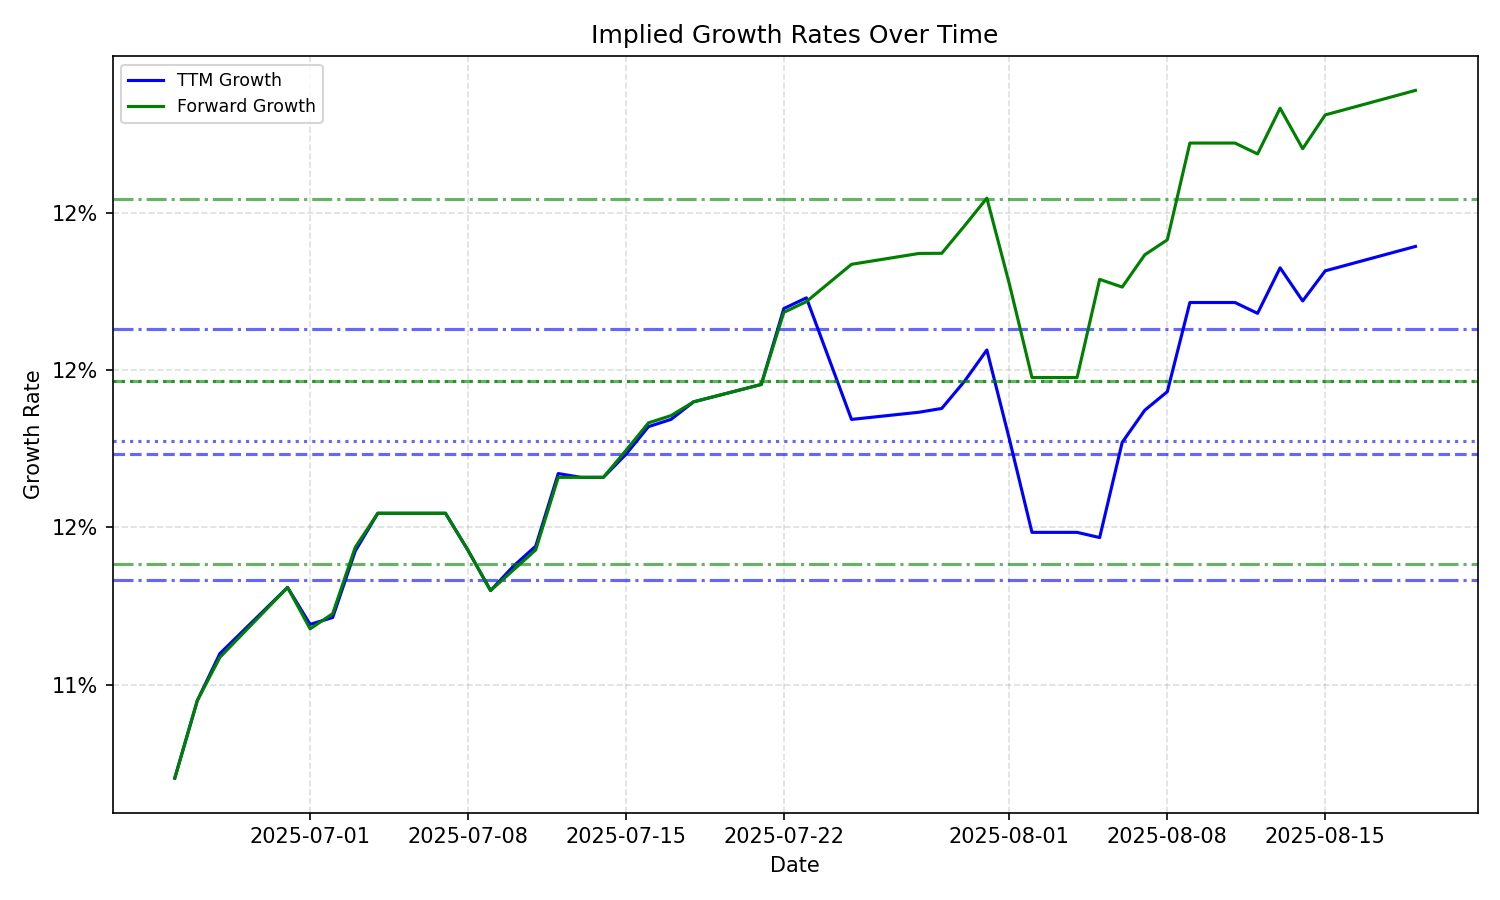 Implied Growth Rates Over Time
TTM Growth
Forward Growth
12%
12%
12%
11%
Growth Rate
2025-07-01
2025-07-08
2025-07-15
2025-07-22
2025-08-01
2025-08-08
2025-08-15
Date